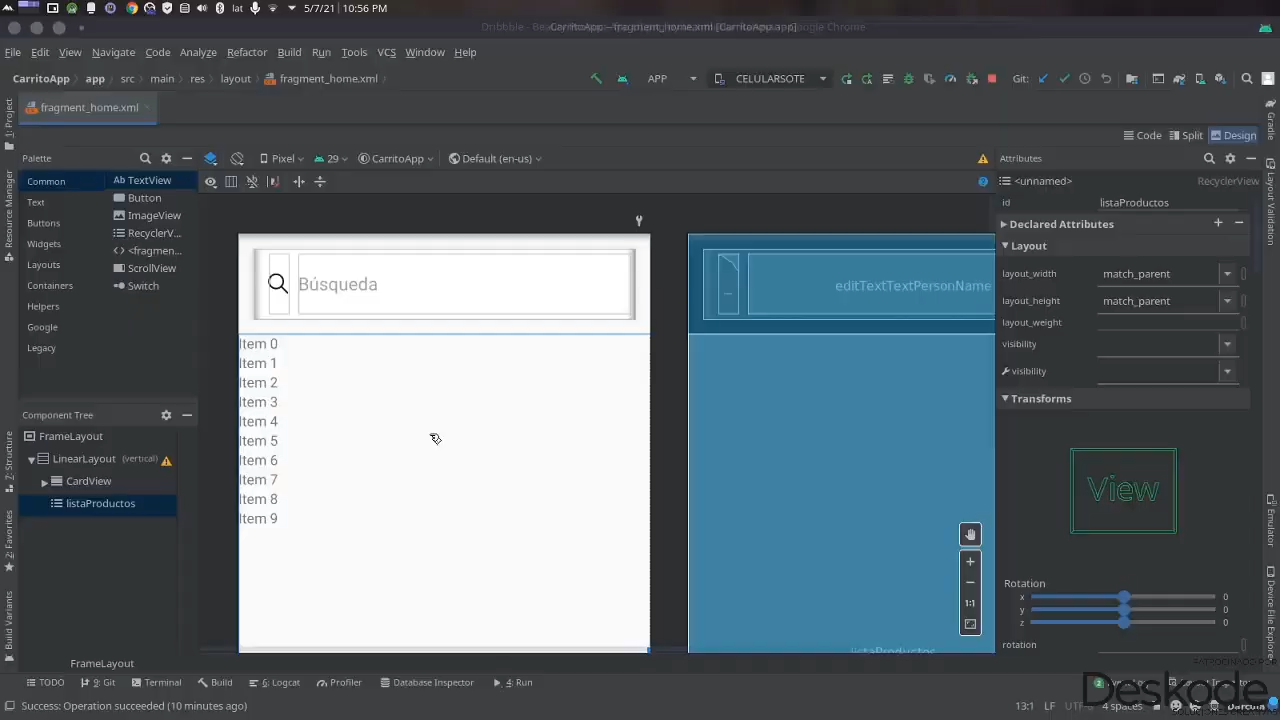 lat 5/7/21 10:56 PM
CarritoApp – fragment_home.xml [CarritoApp.app]
File Edit View Navigate Code Analyze Refactor Build Run Tools VCS Window Help
CarritoApp app src main res layout fragment_home.xml APP CELULARSOTE Git:
fragment_home.xml
Code Split Design
Palette Pixel 29 CarritoApp Default (en-us) Attributes
Common Ab TextView <unnamed> RecyclerView
Text Button id listaProductos
Buttons ImageView Declared Attributes
Widgets RecyclerV... Layout
Layouts <fragmen...
Containers ScrollView layout_width match_parent
Helpers Switch layout_height match_parent
Google layout_weight
Legacy visibility
visibility
Transforms
Búsqueda
editTextTextPersonName
Item 0
Item 1
Item 2
Item 3
Item 4
Item 5
Item 6
Item 7
Item 8
Item 9
listaProductos
1:1
Component Tree
FrameLayout
LinearLayout (vertical)
CardView
listaProductos
View
Rotation
x 0
y 0
z 0
rotation
FrameLayout
1: Project
Resource Manager
7: Structure
2: Favorites
Build Variants
Gradle
Layout Validation
Emulator
Device File Explorer
TODO 9: Git Terminal Build 6: Logcat Profiler Database Inspector 4: Run
Success: Operation succeeded (10 minutes ago) 13:1 LF 4 spaces Darcula
Deskode